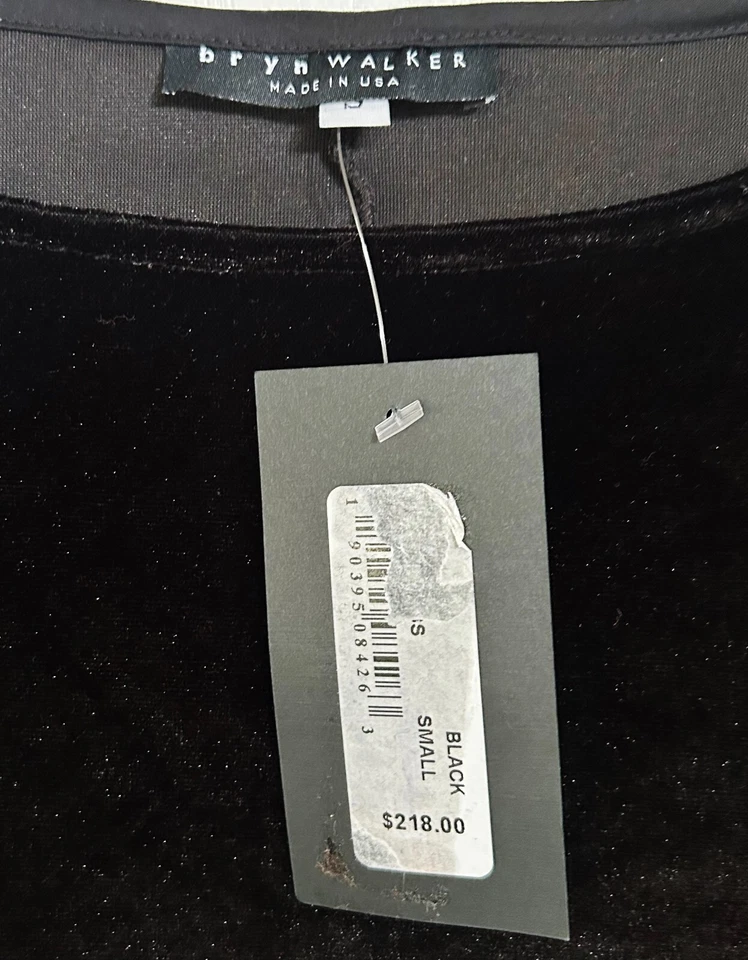 bryn WALKER
MADE IN USA
1 90395 08426 3
BLACK
SMALL
$218.00